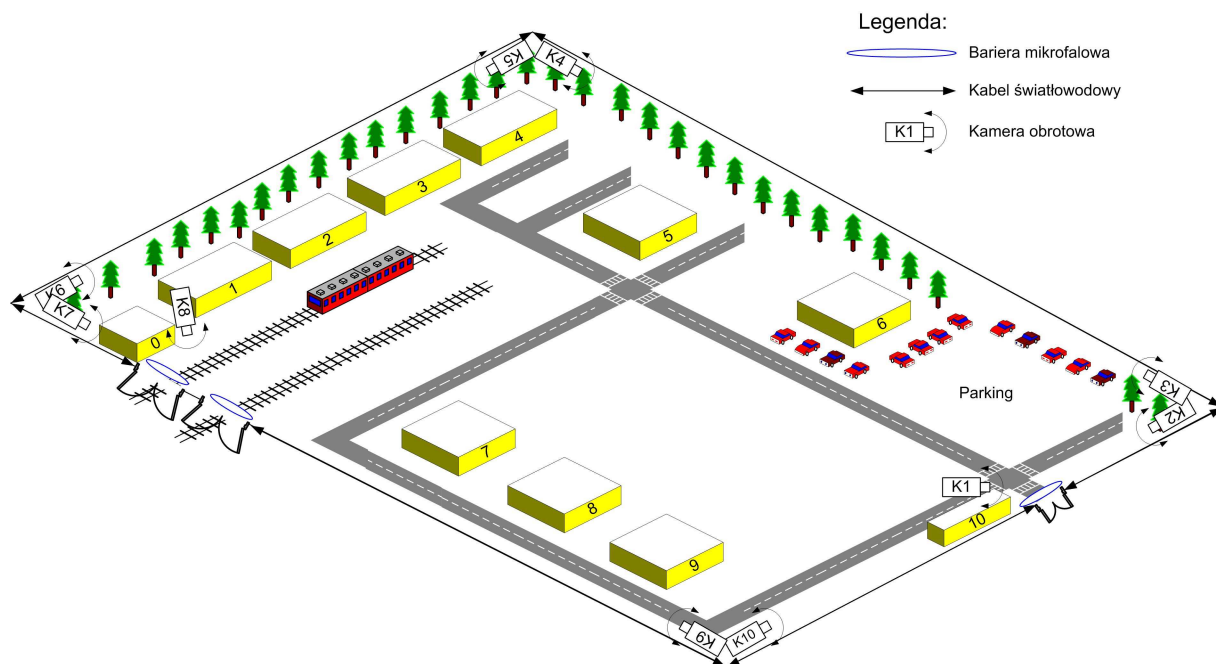 Legenda:
Bariera mikrofalowa
Kabel światłowodowy
K1
Kamera obrotowa
K5
K4
4
3
2
5
1
K6
K7
K8
0
6
Parking
K3
K2
7
K1
8
10
9
K9
K10